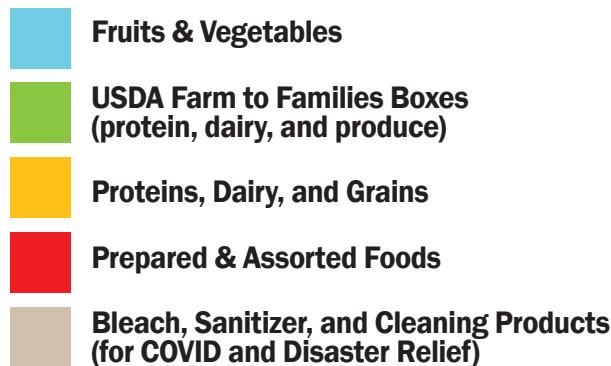 Fruits & Vegetables
USDA Farm to Families Boxes
(protein, dairy, and produce)
Proteins, Dairy, and Grains
Prepared & Assorted Foods
Bleach, Sanitizer, and Cleaning Products
(for COVID and Disaster Relief)